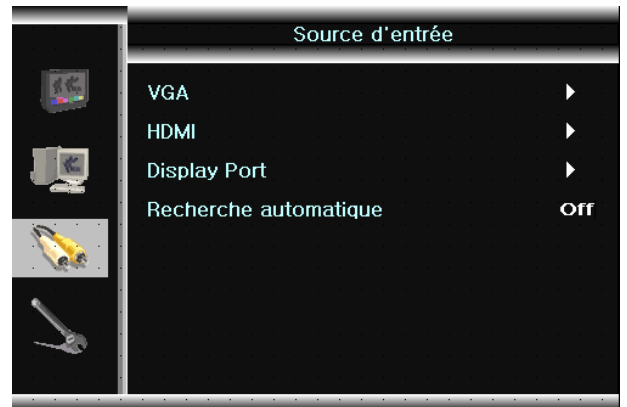 Source d'entrée
VGA
HDMI
Display Port
Recherche automatique Off